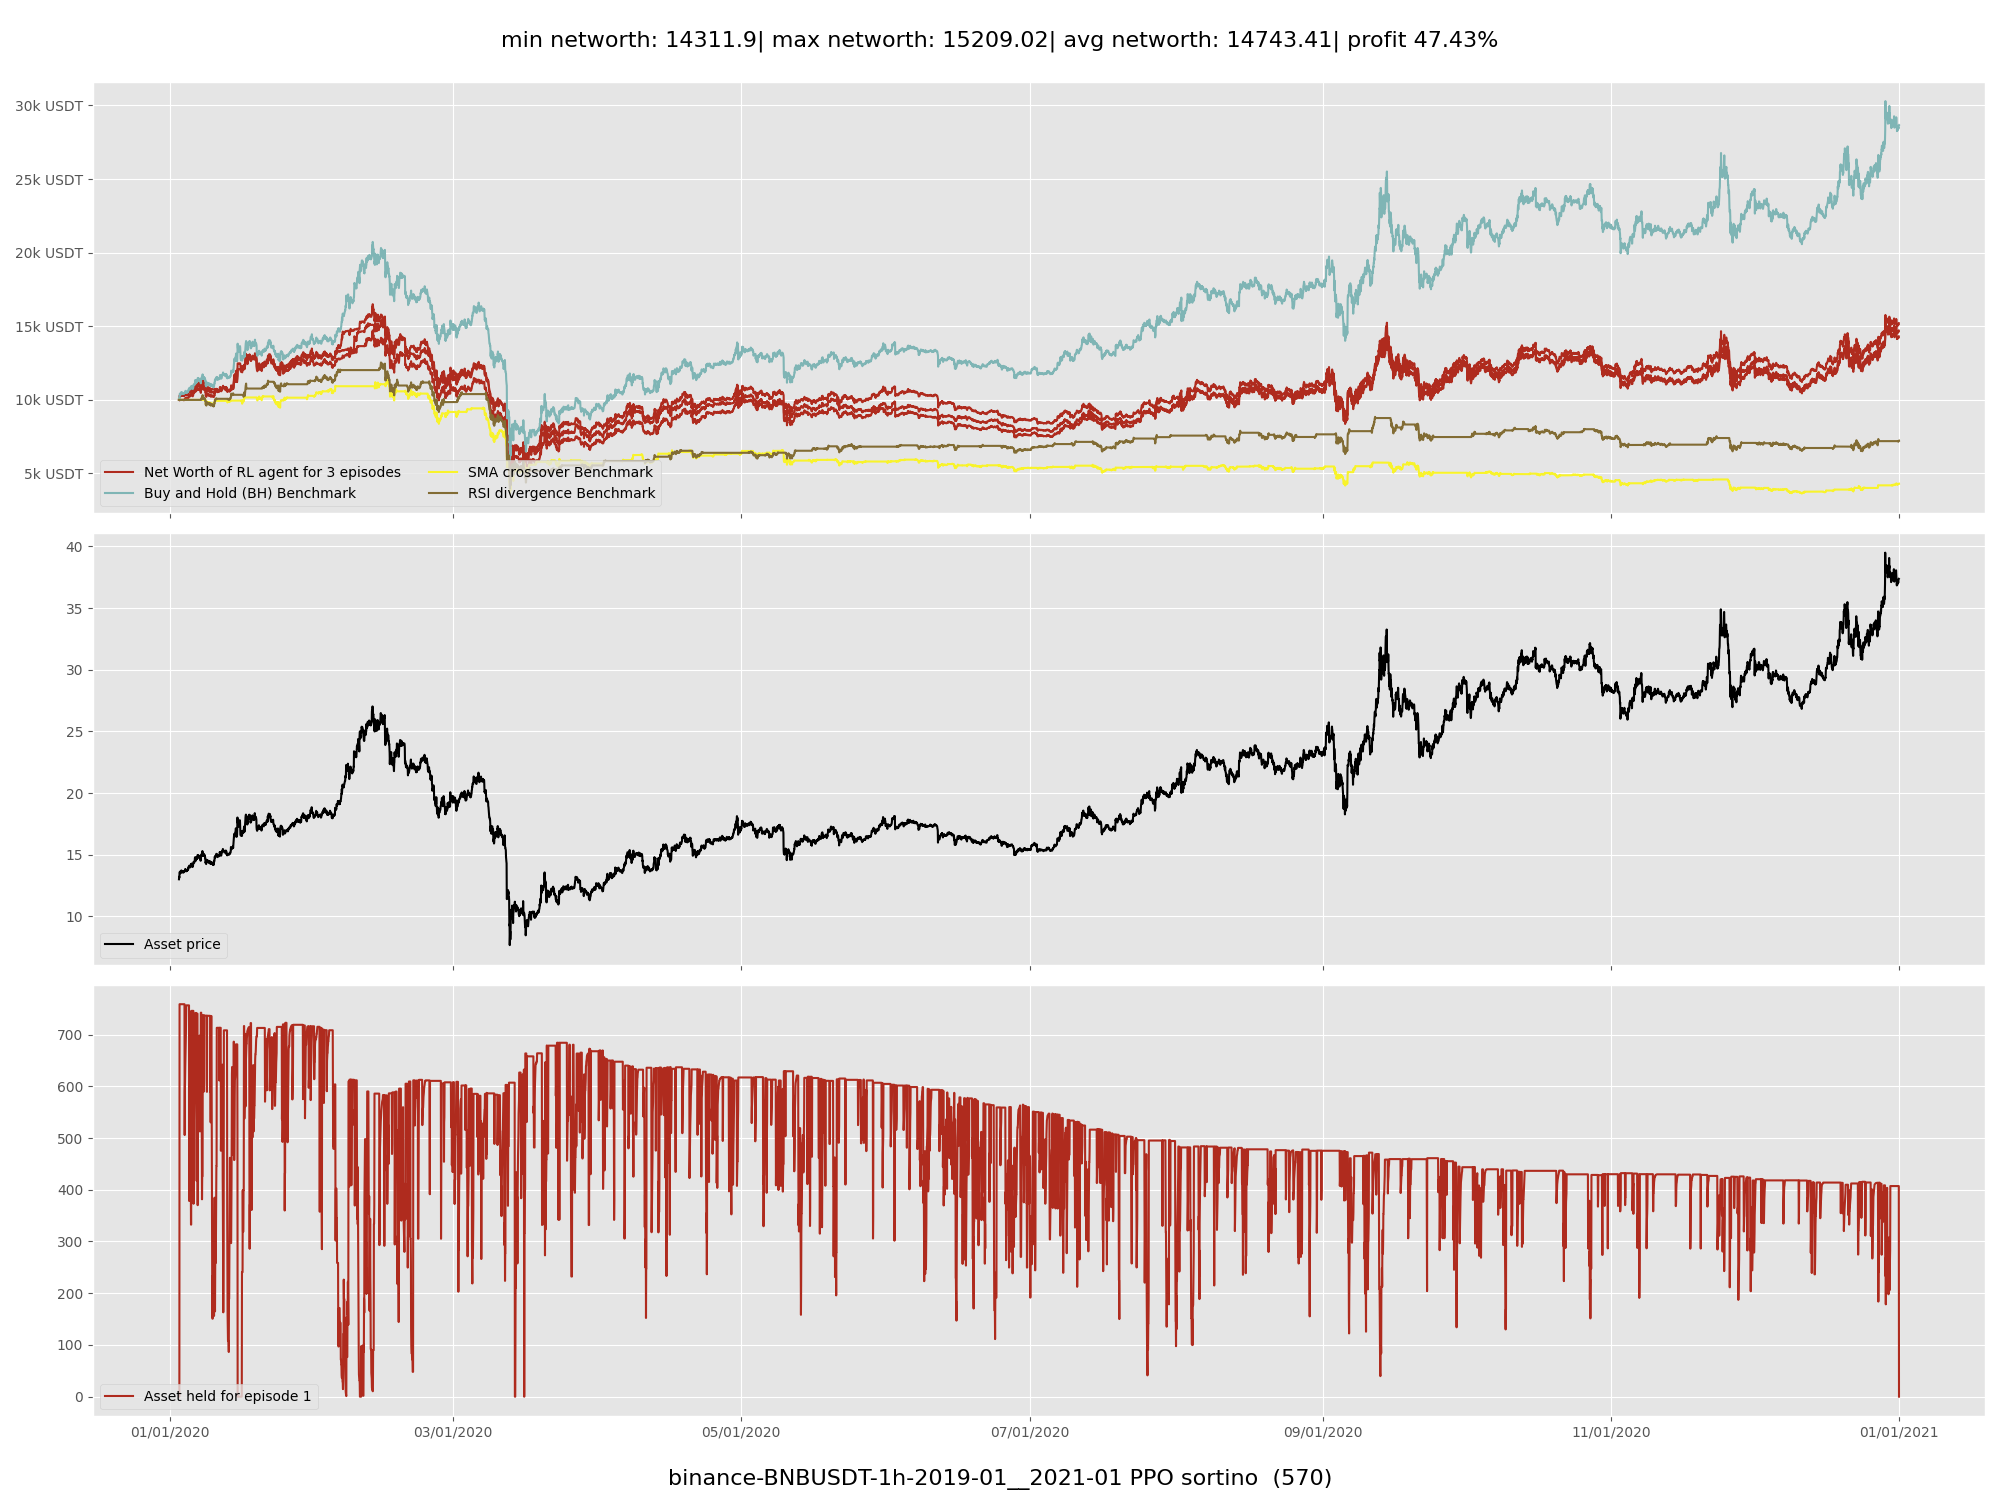 min networth: 14311.9| max networth: 15209.02| avg networth: 14743.41| profit 47.43%
30k USDT
25k USDT
20k USDT
15k USDT
10k USDT
5k USDT
Net Worth of RL agent for 3 episodes
Buy and Hold (BH) Benchmark
SMA crossover Benchmark
RSI divergence Benchmark
40
35
30
25
20
15
10
Asset price
700
600
500
400
300
200
100
0
Asset held for episode 1
01/01/2020 03/01/2020 05/01/2020 07/01/2020 09/01/2020 11/01/2020 01/01/2021
binance-BNBUSDT-1h-2019-01__2021-01 PPO sortino  (570)